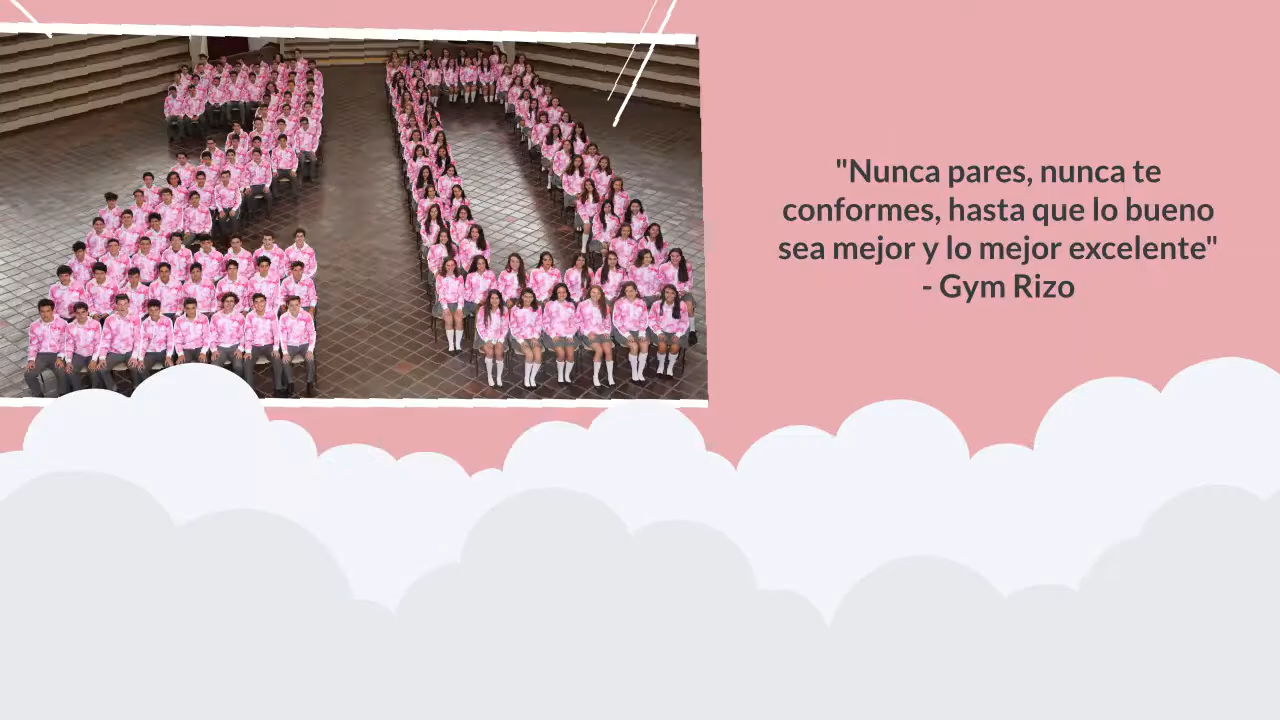 "Nunca pares, nunca te
conformes, hasta que lo bueno
sea mejor y lo mejor excelente"
- Gym Rizo